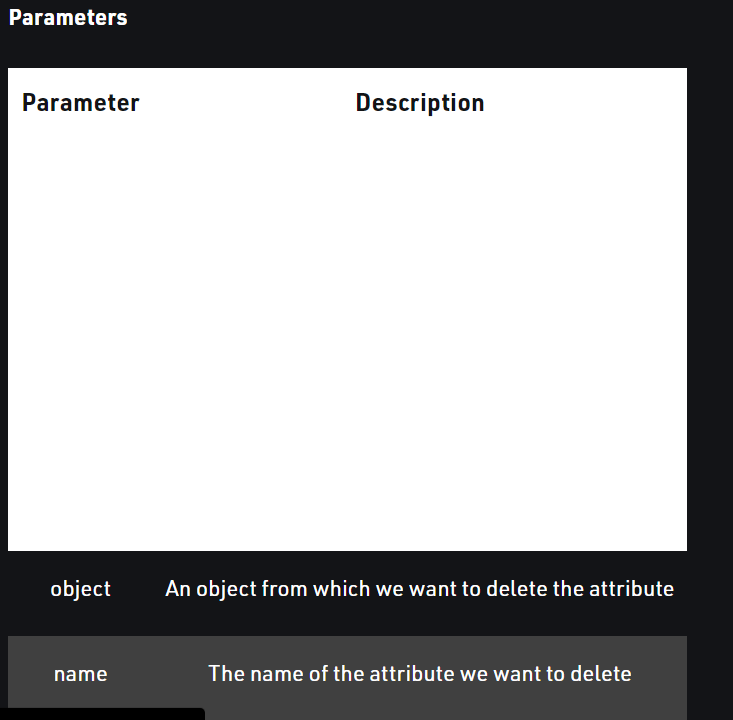 Parameters
Parameter Description
object An object from which we want to delete the attribute
name The name of the attribute we want to delete